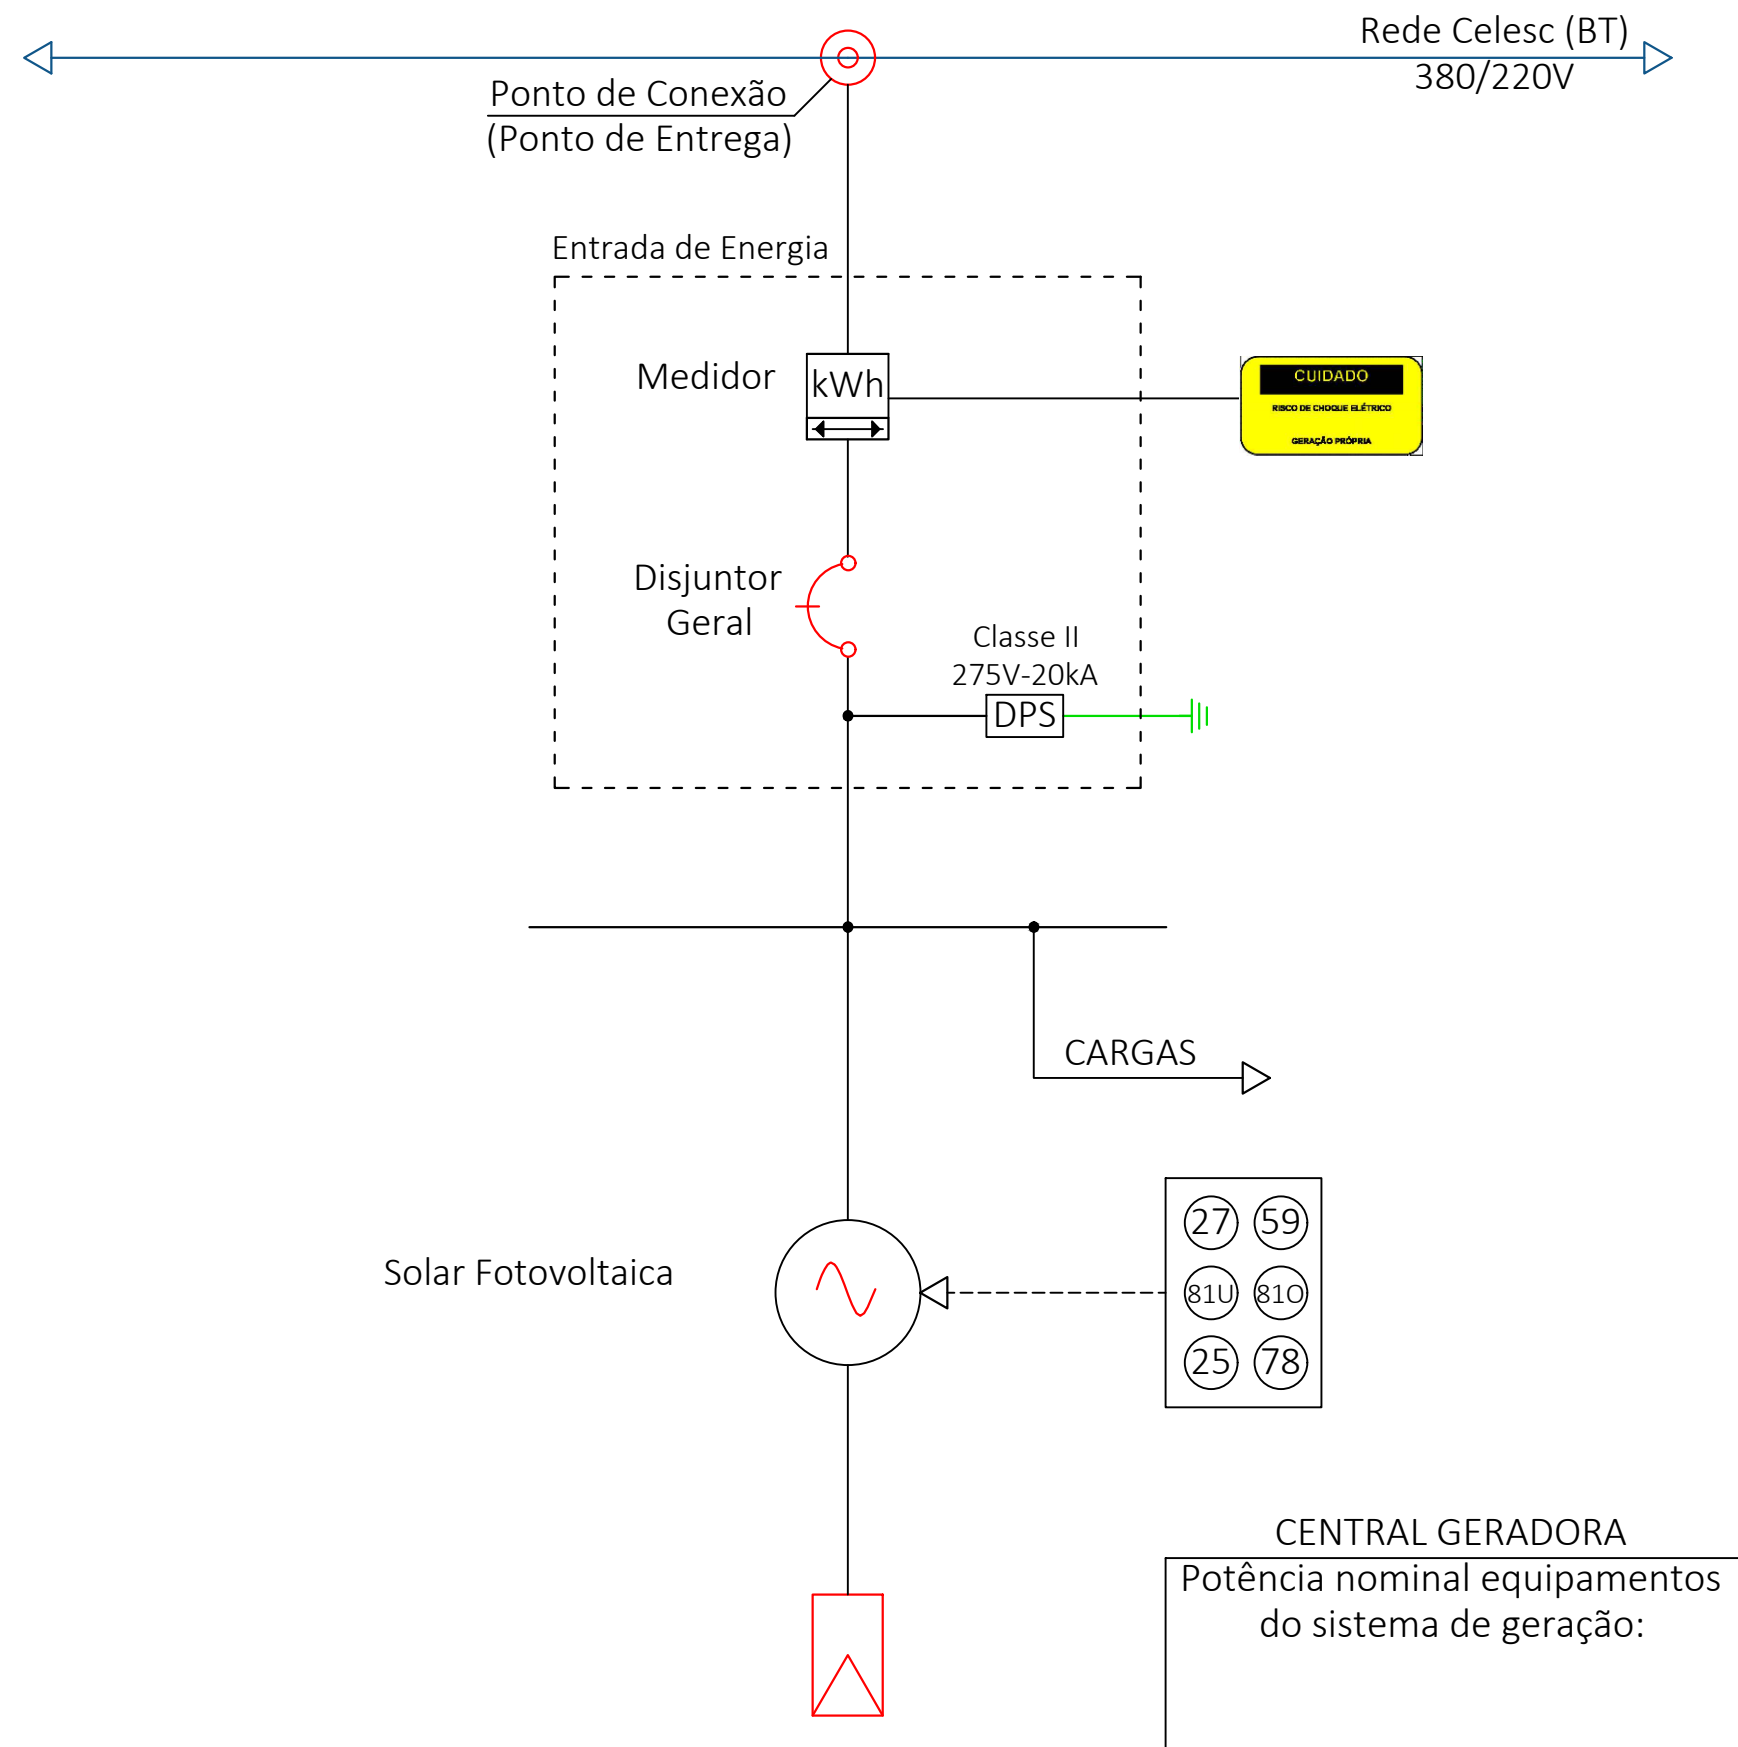 Rede Celesc (BT)
380/220V
Ponto de Conexão
(Ponto de Entrega)
Entrada de Energia
Medidor
kWh
CUIDADO
RISCO DE CHOQUE ELÉTRICO
GERAÇÃO PRÓPRIA
Disjuntor
Geral
Classe II
275V-20kA
DPS
CARGAS
27 59
81U 81O
25 78
Solar Fotovoltaica
CENTRAL GERADORA
Potência nominal equipamentos
do sistema de geração: